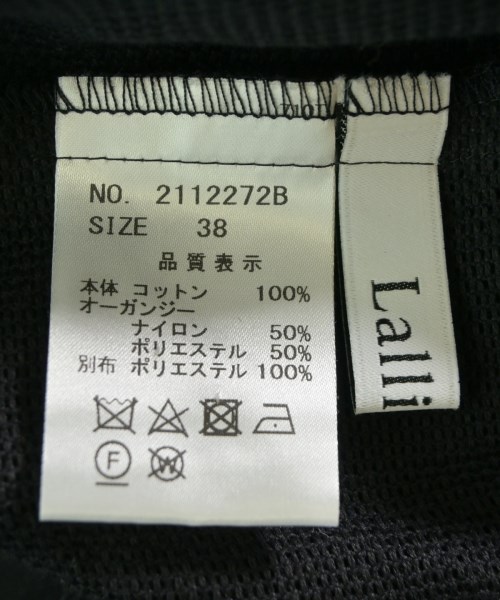 NO. 2112272B
SIZE 38
品質表示
本体 コットン 100%
オーガンジー
ナイロン 50%
ポリエステル 50%
別布 ポリエステル 100%
F
W
Lalli